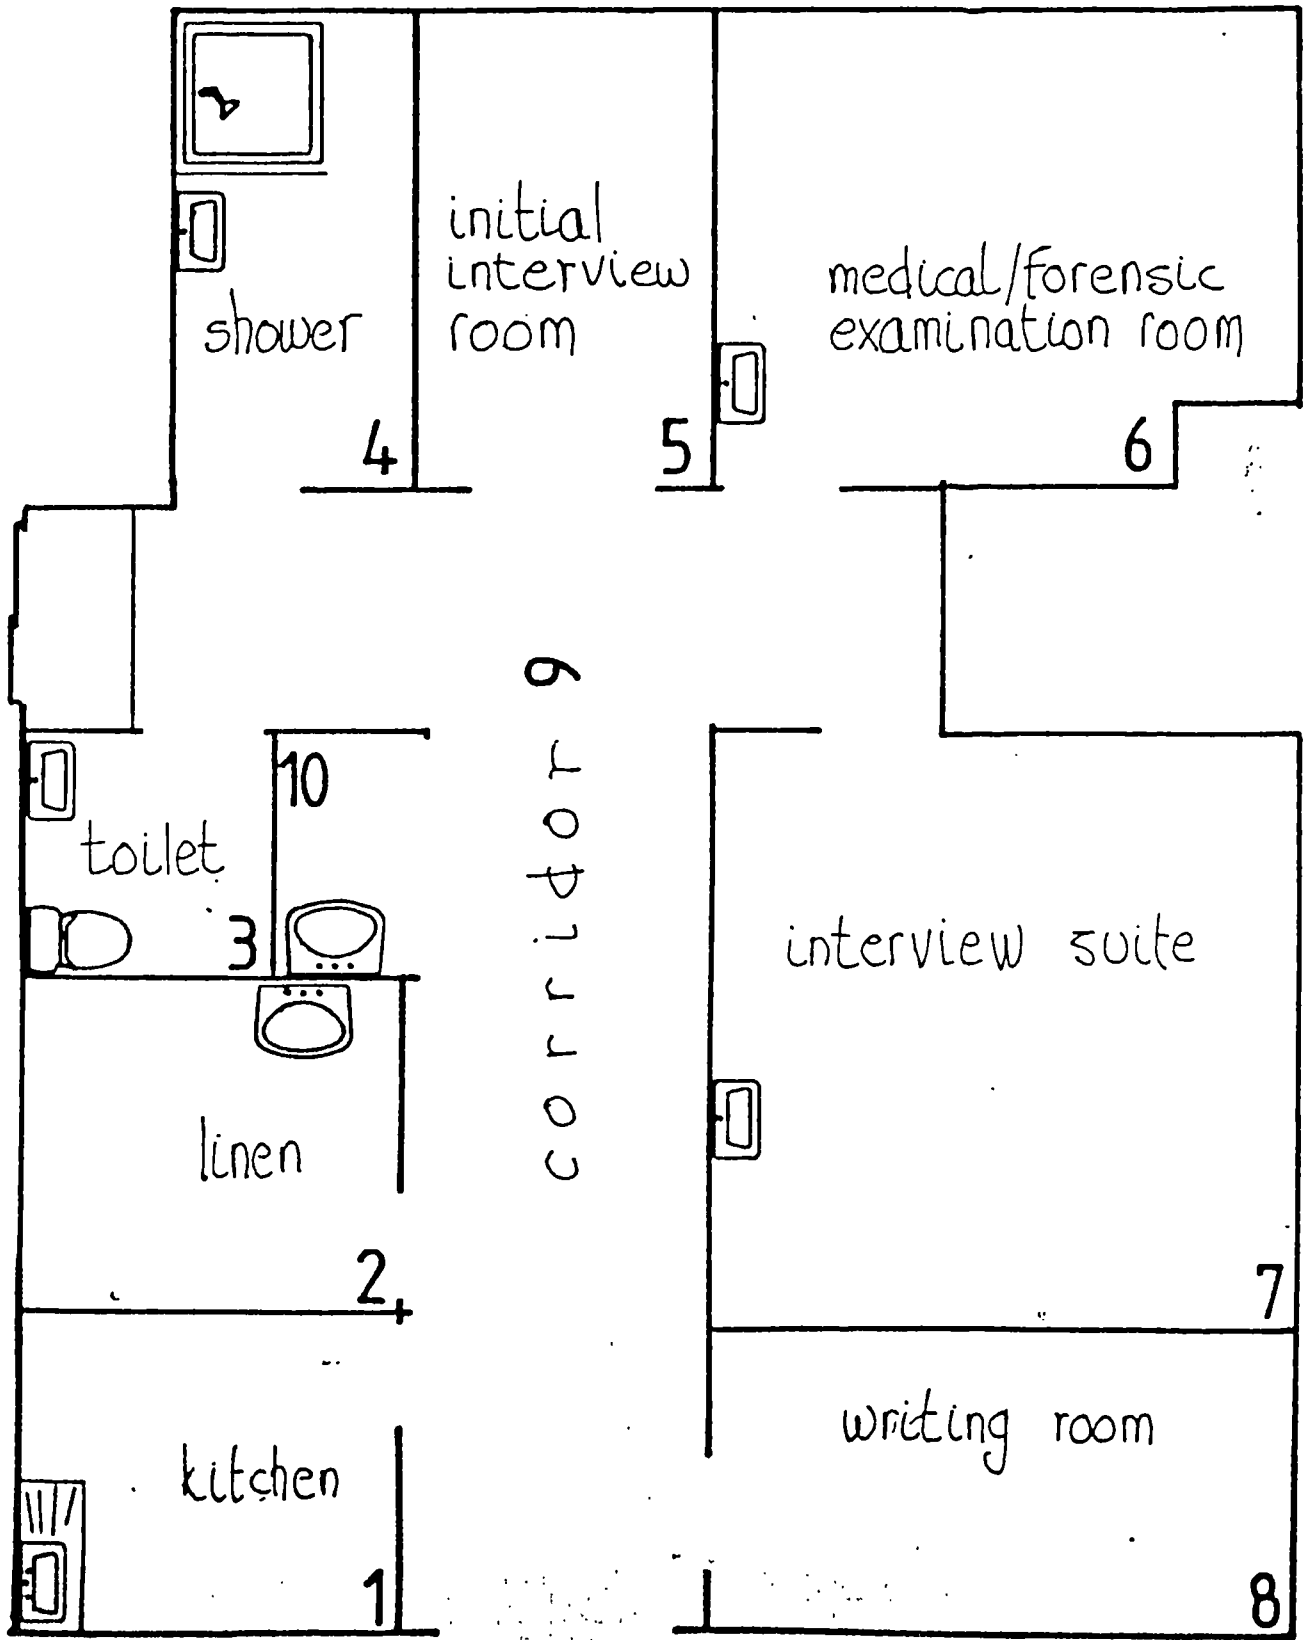 initial
interview
room
shower
4
5
medical/forensic
examination room
6
corridor 9
10
toilet
3
interview suite
linen
2
7
writing room
kitchen
1
8